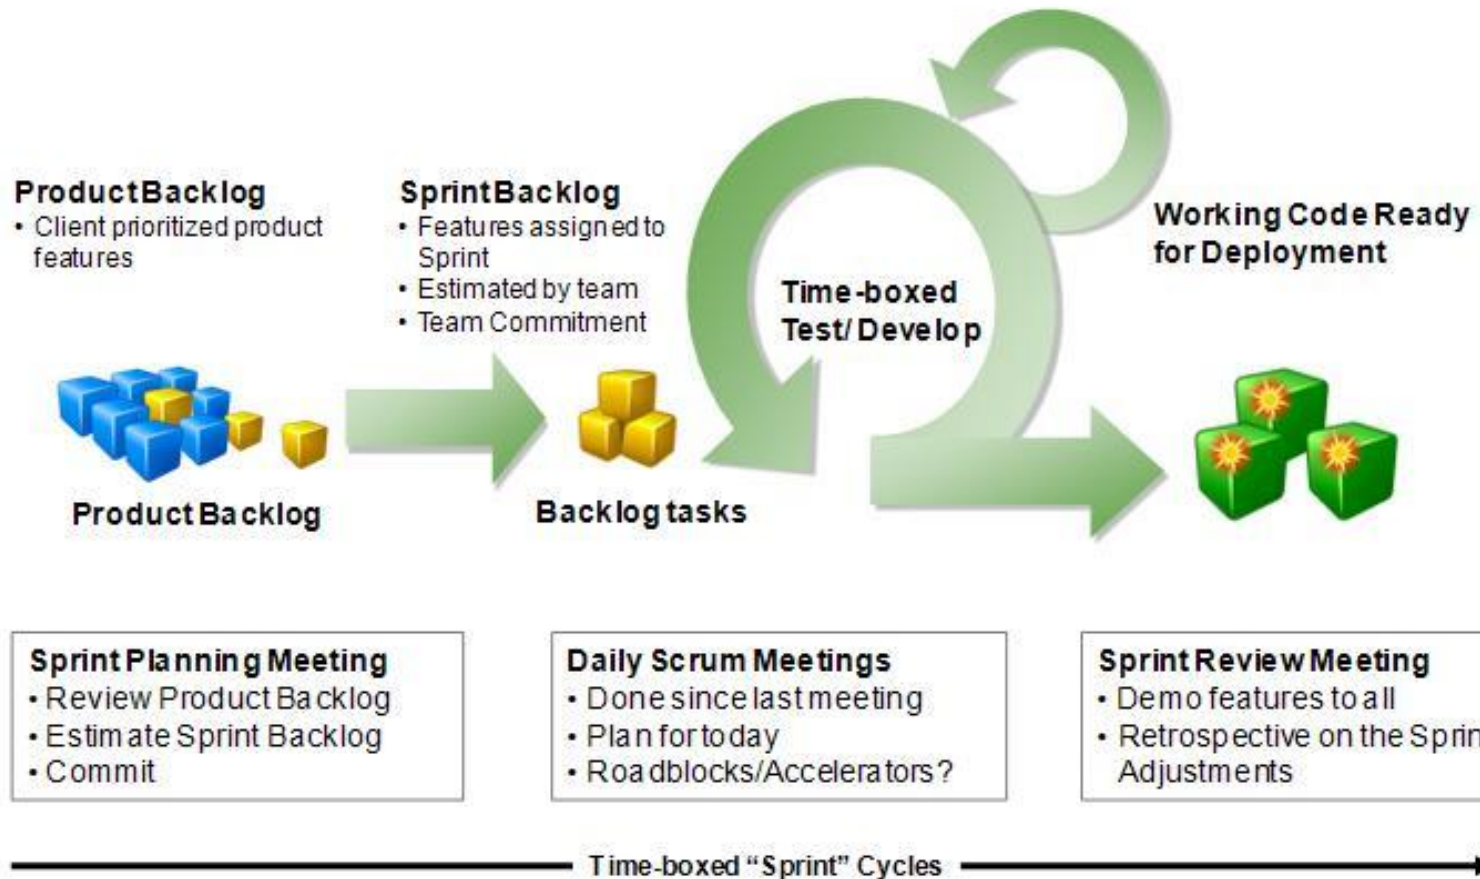 Product Backlog
• Client prioritized product
features
Sprint Backlog
• Features assigned to
Sprint
• Estimated by team
• Team Commitment
Time-boxed
Test/ Develop
Working Code Ready
for Deployment
Product Backlog
Backlog tasks
Sprint Planning Meeting
• Review Product Backlog
• Estimate Sprint Backlog
• Commit
Daily Scrum Meetings
• Done since last meeting
• Plan for today
• Roadblocks/Accelerators?
Sprint Review Meeting
• Demo features to all
• Retrospective on the Sprin
Adjustments
Time-boxed “Sprint” Cycles